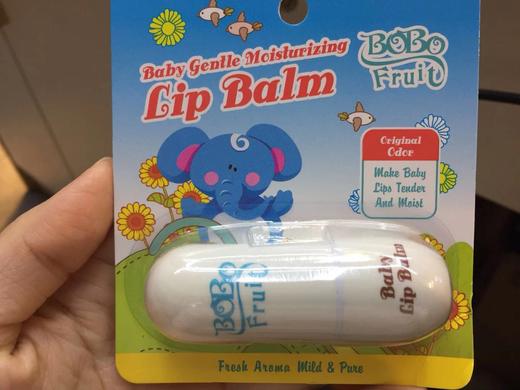 Baby Gentle Moisturizing
Lip Balm
BoBo
Fruit
Original
Odor
Make Baby
Lips Tender
And Moist
BoBo
Fruit
Baby
Lip Balm
Fresh Aroma Mild & Pure